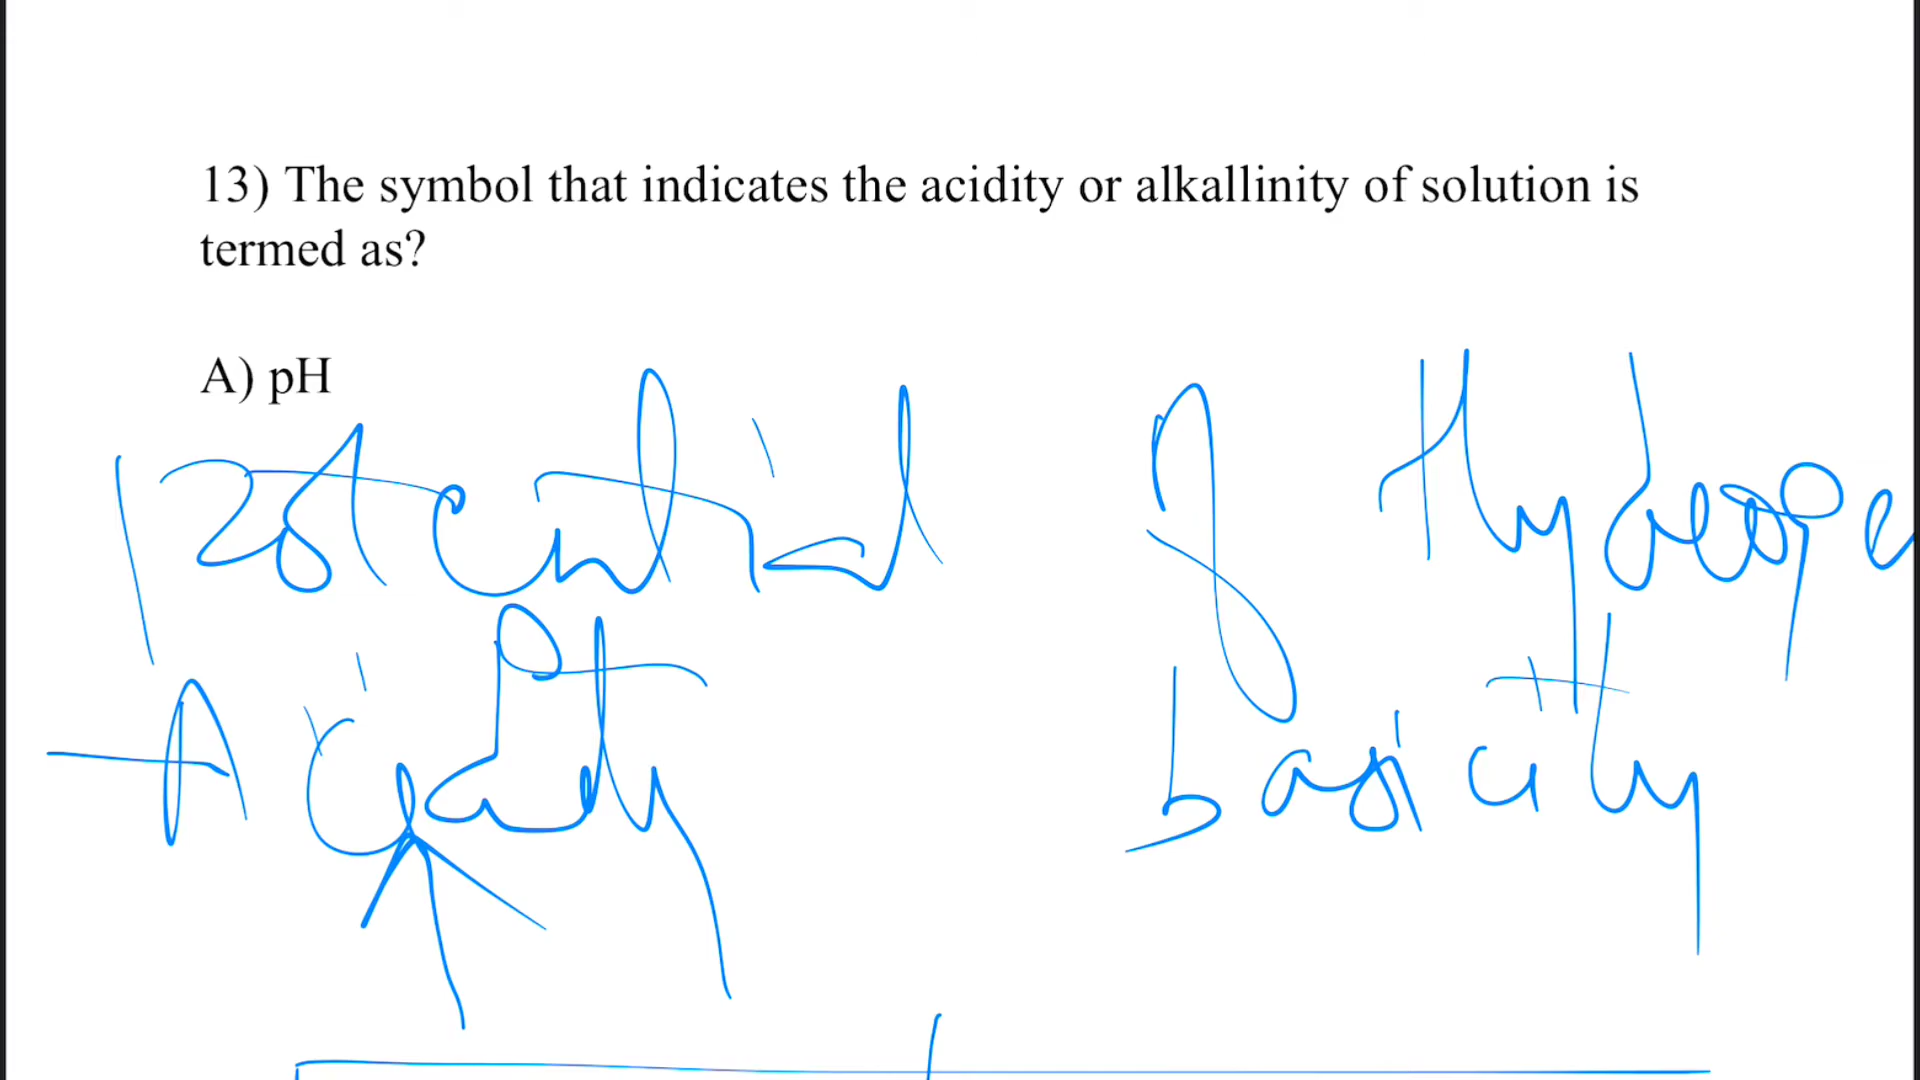 13) The symbol that indicates the acidity or alkallinity of solution is
termed as?
A) pH
Potential of Hydroge
Acidity basicity